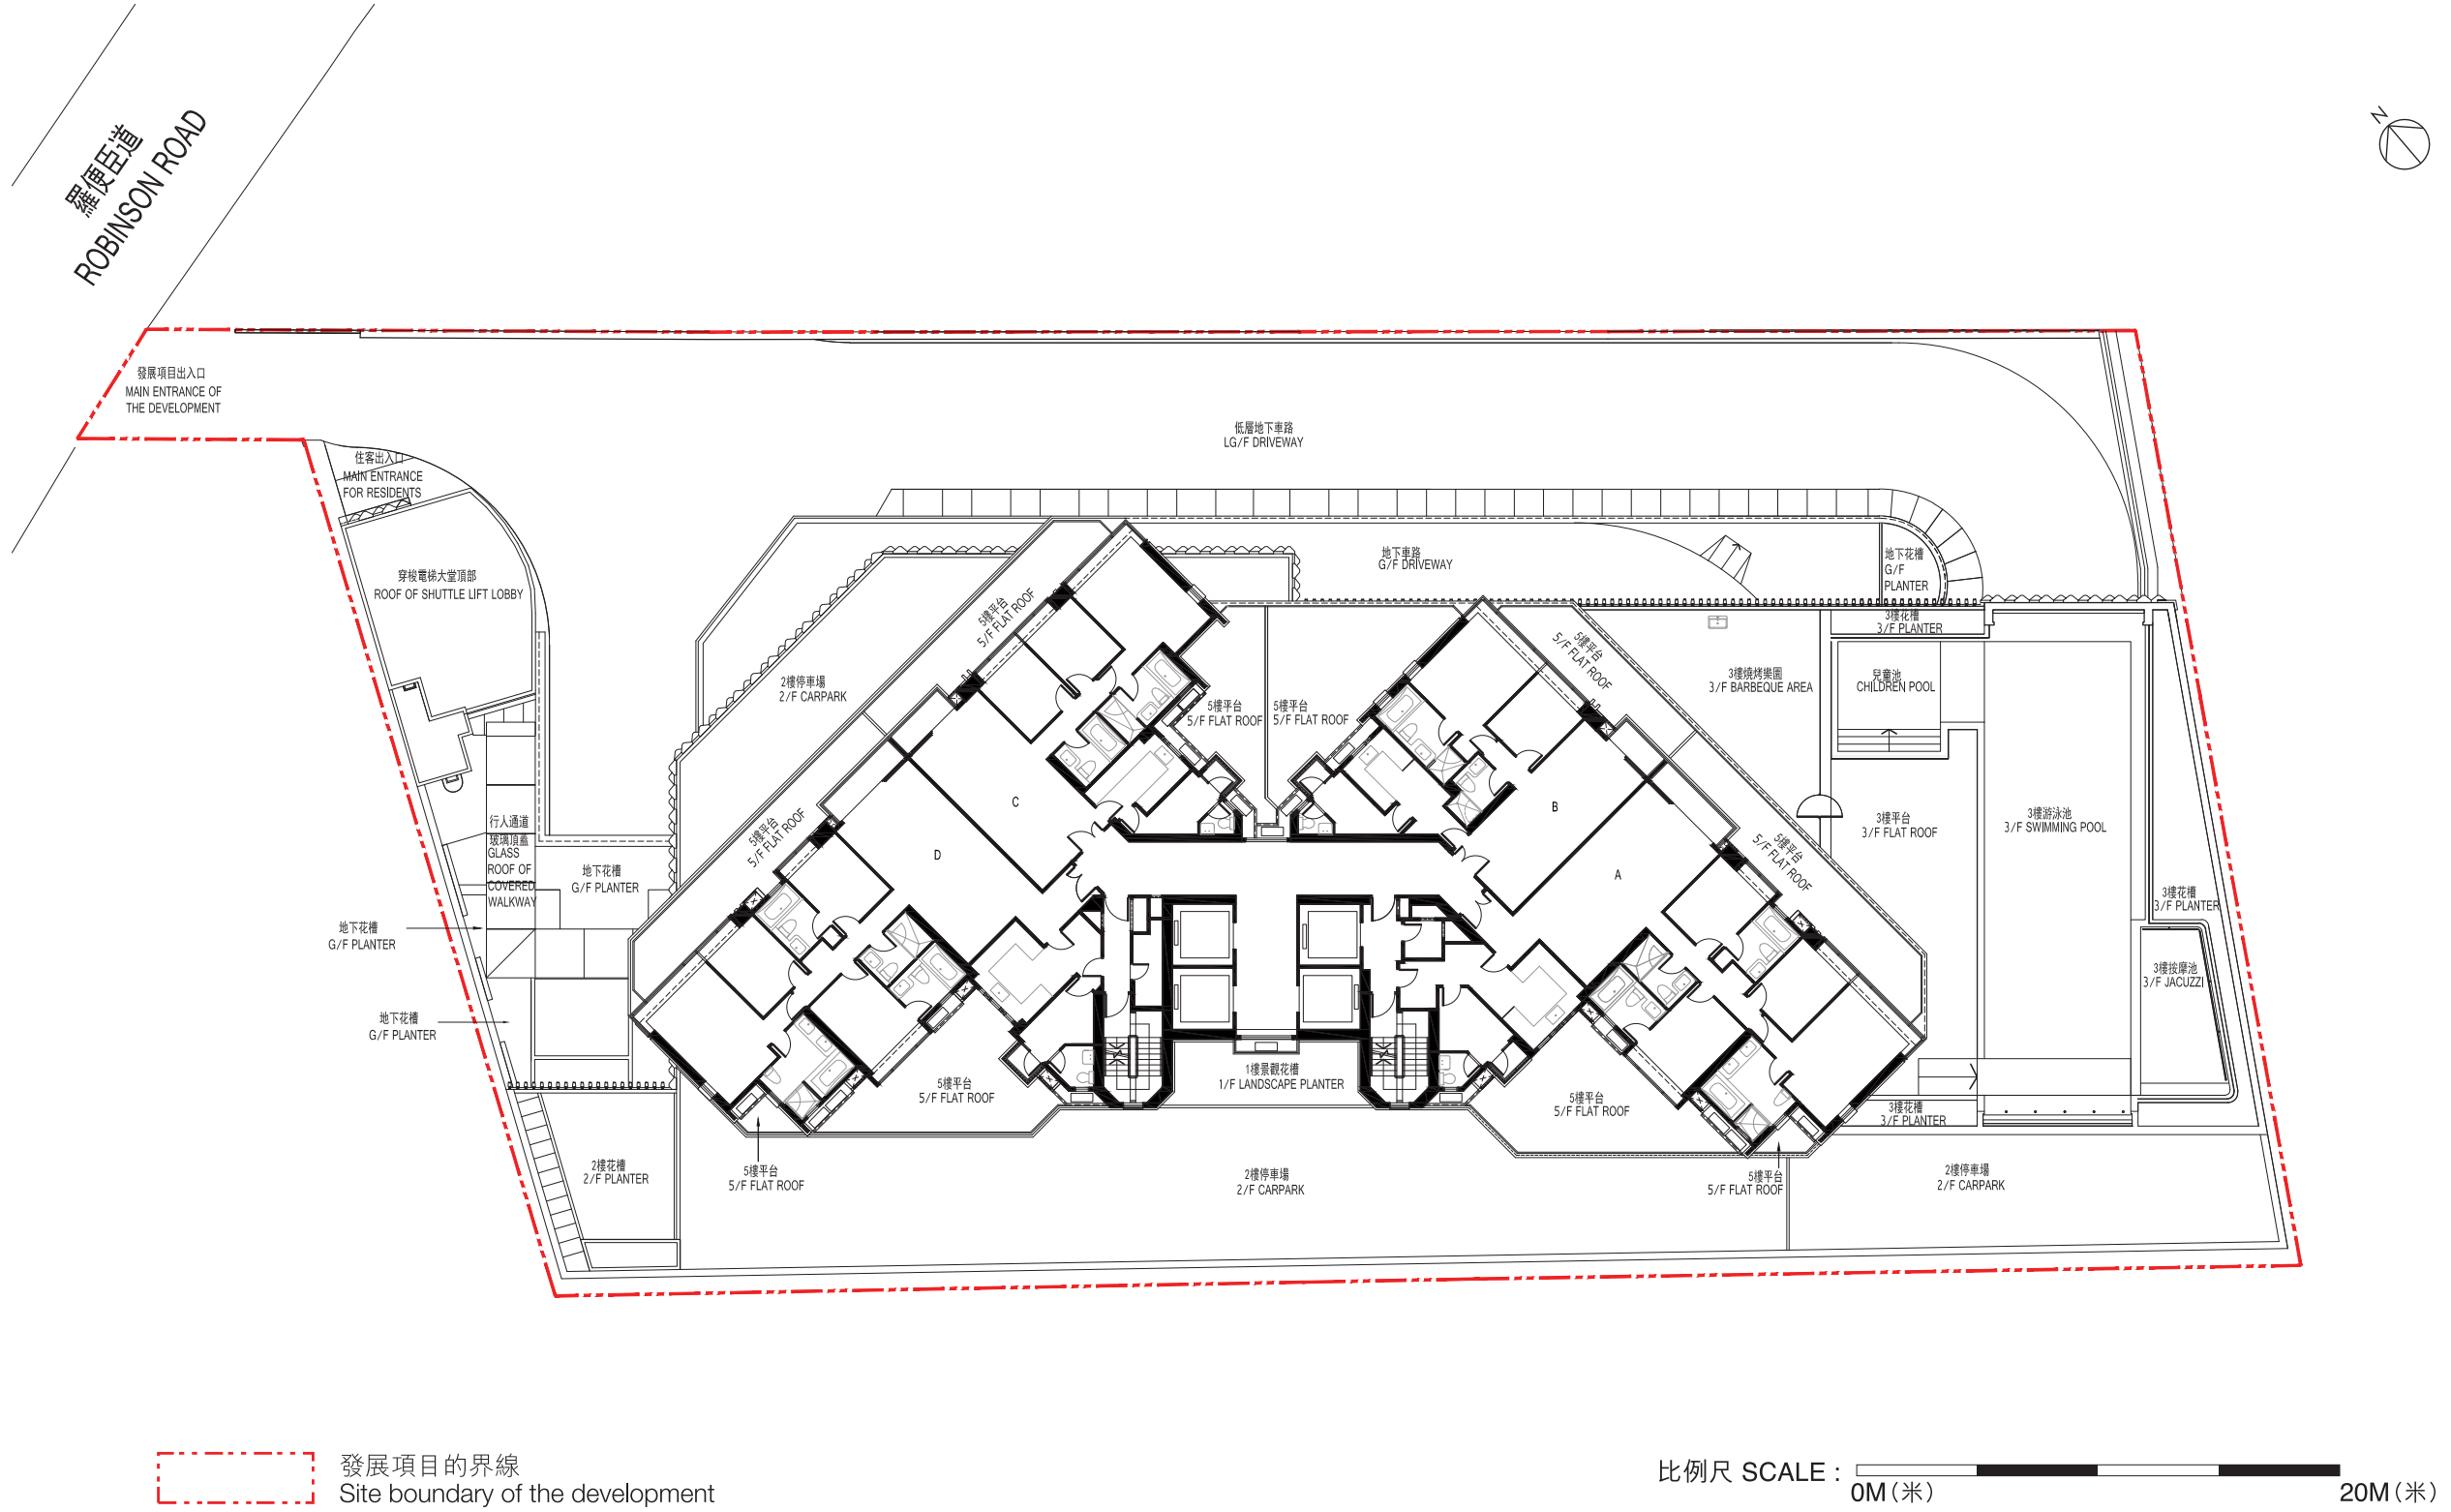 羅便臣道
ROBINSON ROAD
N
發展項目出入口
MAIN ENTRANCE OF
THE DEVELOPMENT
低層地下車路
LG/F DRIVEWAY
住客出入口
MAIN ENTRANCE
FOR RESIDENTS
穿梭電梯大堂頂部
ROOF OF SHUTTLE LIFT LOBBY
地下車路
G/F DRIVEWAY
地下花槽
G/F
PLANTER
5樓平台
5/F FLAT ROOF
5樓平台
5/F FLAT ROOF
3樓花槽
3/F PLANTER
2樓停車場
2/F CARPARK
3樓燒烤樂園
3/F BARBEQUE AREA
兒童池
CHILDREN POOL
5樓平台
5/F FLAT ROOF
5樓平台
5/F FLAT ROOF
C
B
行人通道
玻璃頂蓋
GLASS
ROOF OF
COVERED
WALKWAY
5樓平台
5/F FLAT ROOF
5樓平台
5/F FLAT ROOF
3樓平台
3/F FLAT ROOF
3樓游泳池
3/F SWIMMING POOL
D
A
地下花槽
G/F PLANTER
3樓花槽
3/F PLANTER
地下花槽
G/F PLANTER
3樓按摩池
3/F JACUZZI
地下花槽
G/F PLANTER
1樓景觀花槽
1/F LANDSCAPE PLANTER
5樓平台
5/F FLAT ROOF
5樓平台
5/F FLAT ROOF
3樓花槽
3/F PLANTER
2樓花槽
2/F PLANTER
5樓平台
5/F FLAT ROOF
2樓停車場
2/F CARPARK
5樓平台
5/F FLAT ROOF
2樓停車場
2/F CARPARK
發展項目的界線
Site boundary of the development
比例尺 SCALE :
0M(米)
20M(米)